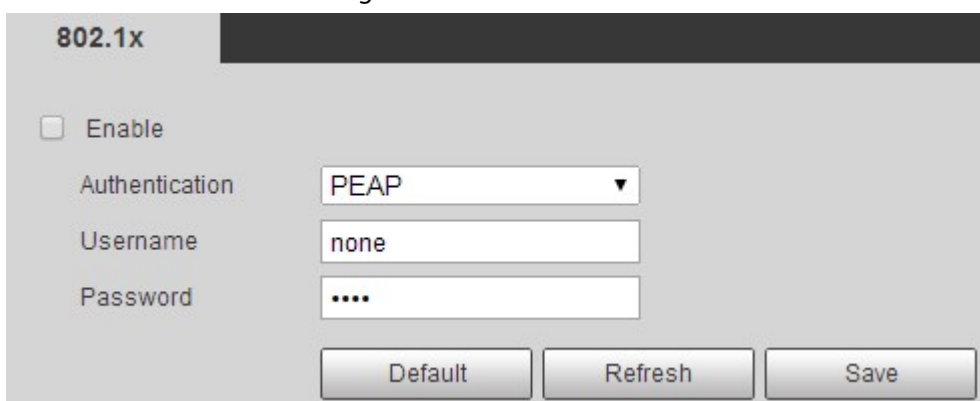 802.1x
Enable
Authentication PEAP
Username none
Password ••••
Default Refresh Save